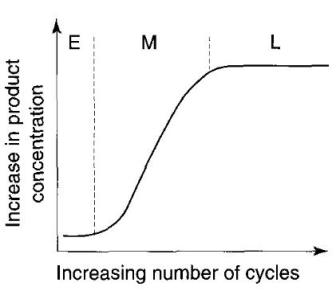 E M L
Increase in product
concentration
Increasing number of cycles